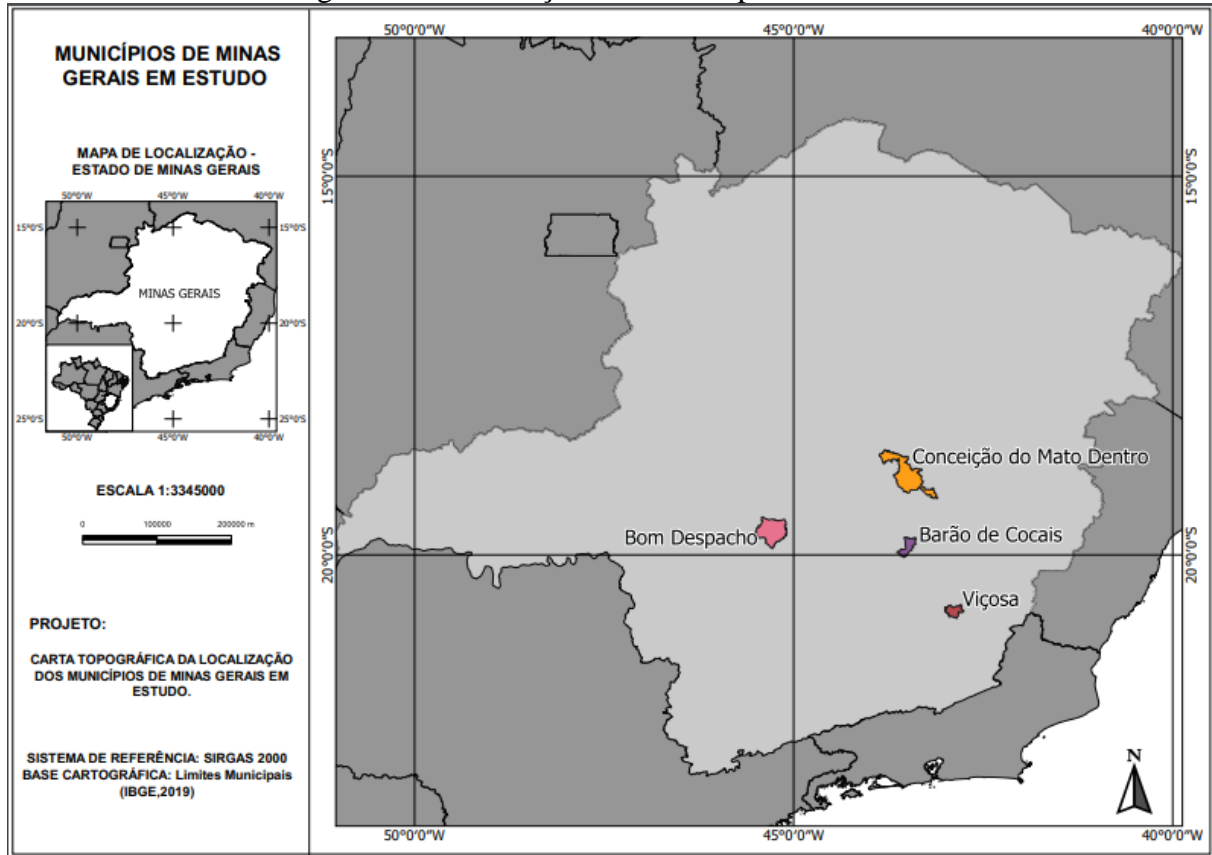 MUNICÍPIOS DE MINAS
GERAIS EM ESTUDO
MAPA DE LOCALIZAÇÃO -
ESTADO DE MINAS GERAIS
50°0'W 45°0'W 40°0'W
15°0'S 15°0'S
MINAS GERAIS
20°0'S 20°0'S
25°0'S 25°0'S
50°0'W 45°0'W 40°0'W
ESCALA 1:3345000
0 100000 200000 m
PROJETO:
CARTA TOPOGRÁFICA DA LOCALIZAÇÃO
DOS MUNICÍPIOS DE MINAS GERAIS EM
ESTUDO.
SISTEMA DE REFERÊNCIA: SIRGAS 2000
BASE CARTOGRÁFICA: Limites Municipais
(IBGE,2019)
50°0'0"W 45°0'0"W 40°0'0"W
15°0'0"S 15°0'0"S
Conceição do Mato Dentro
Bom Despacho
Barão de Cocais
20°0'0"S 20°0'0"S
Viçosa
N
50°0'0"W 45°0'0"W 40°0'0"W